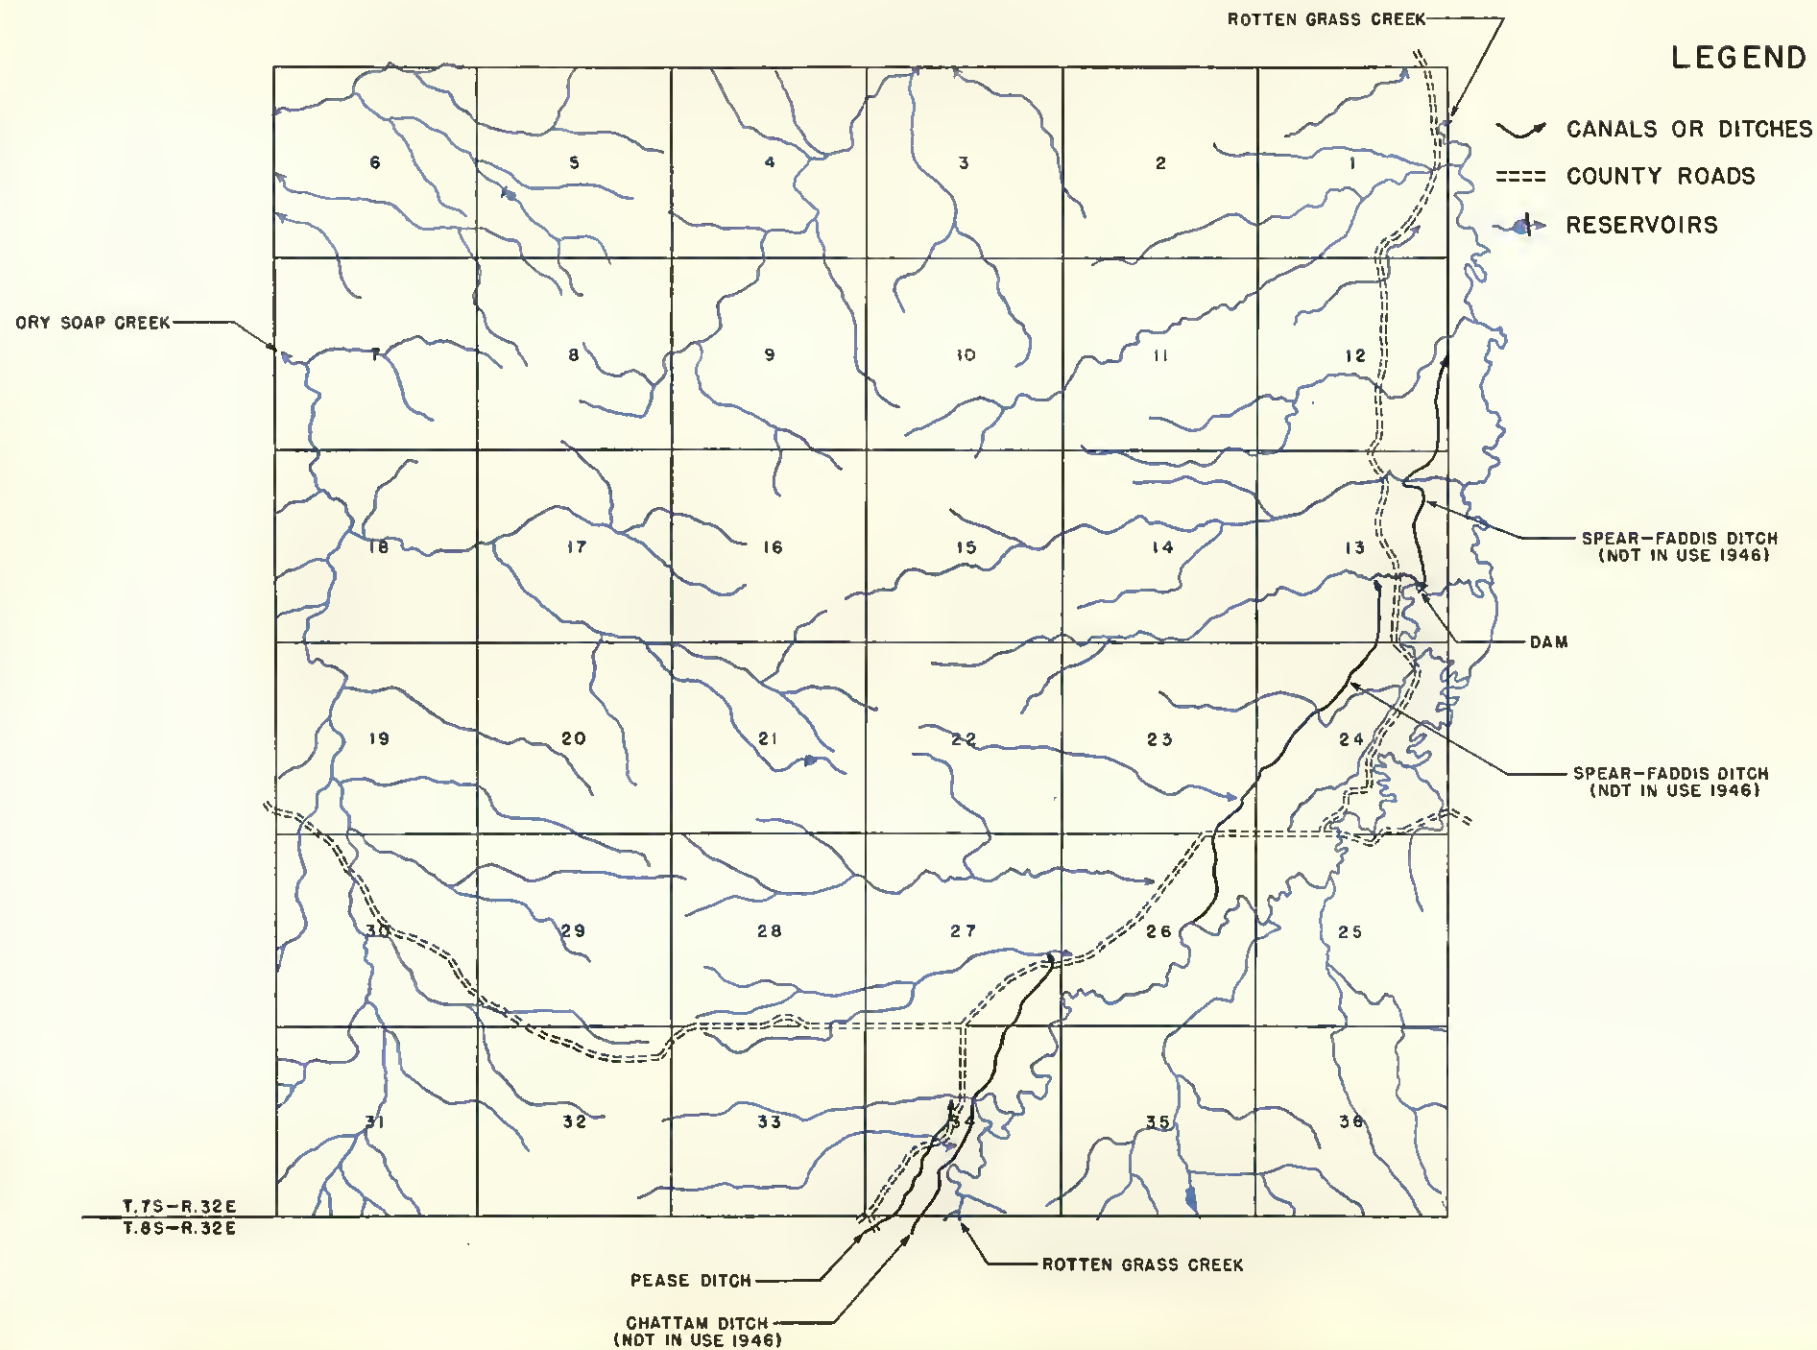 ROTTEN GRASS CREEK
LEGEND
CANALS OR DITCHES
COUNTY ROADS
RESERVOIRS
6 5 4 3 2 1
ORY SOAP CREEK
7 8 9 10 11 12
SPEAR-FADDIS DITCH
(NOT IN USE 1946)
18 17 16 15 14 13
DAM
19 20 21 22 23 24
SPEAR-FADDIS DITCH
(NOT IN USE 1946)
30 29 28 27 26 25
31 32 33 34 35 36
T.7S-R.32E
T.8S-R.32E
ROTTEN GRASS CREEK
PEASE DITCH
CHATTAM DITCH
(NOT IN USE 1946)